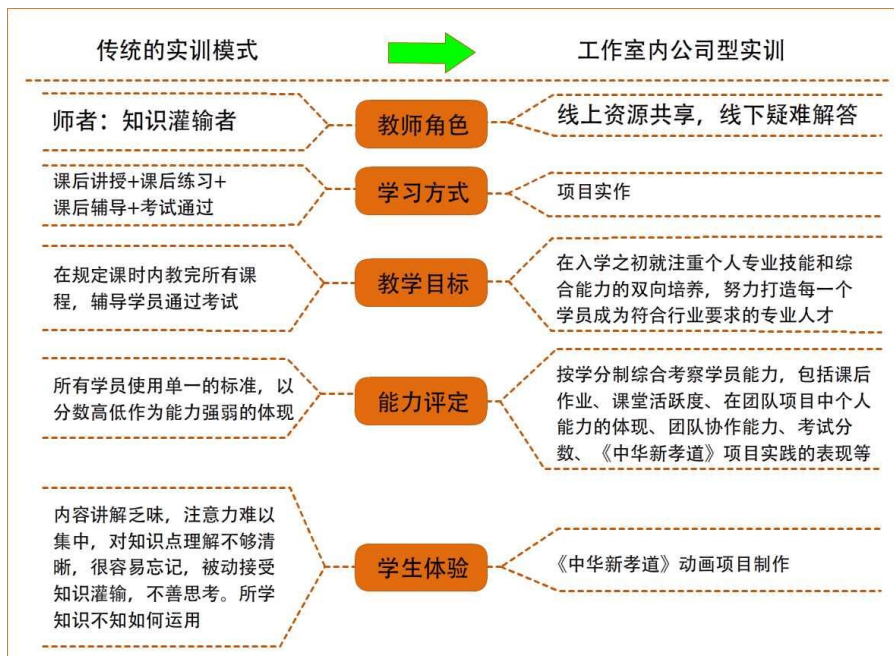 传统的实训模式
工作室内公司型实训
师者：知识灌输者
教师角色
线上资源共享，线下疑难解答
课后讲授+课后练习+
课后辅导+考试通过
学习方式
项目实作
在规定课时内教完所有课
程，辅导学员通过考试
教学目标
在入学之初就注重个人专业技能和综
合能力的双向培养，努力打造每一个
学员成为符合行业要求的专业人才
所有学员使用单一的标准，以
分数高低作为能力强弱的体现
能力评定
按学分制综合考察学员能力，包括课后
作业、课堂活跃度、在团队项目中个人
能力的体现、团队协作能力、考试分
数、《中华新孝道》项目实践的表现等
内容讲解乏味，注意力难以
集中，对知识点理解不够清
晰，很容易忘记，被动接受
知识灌输，不善思考。所学
知识不知如何运用
学生体验
《中华新孝道》动画项目制作